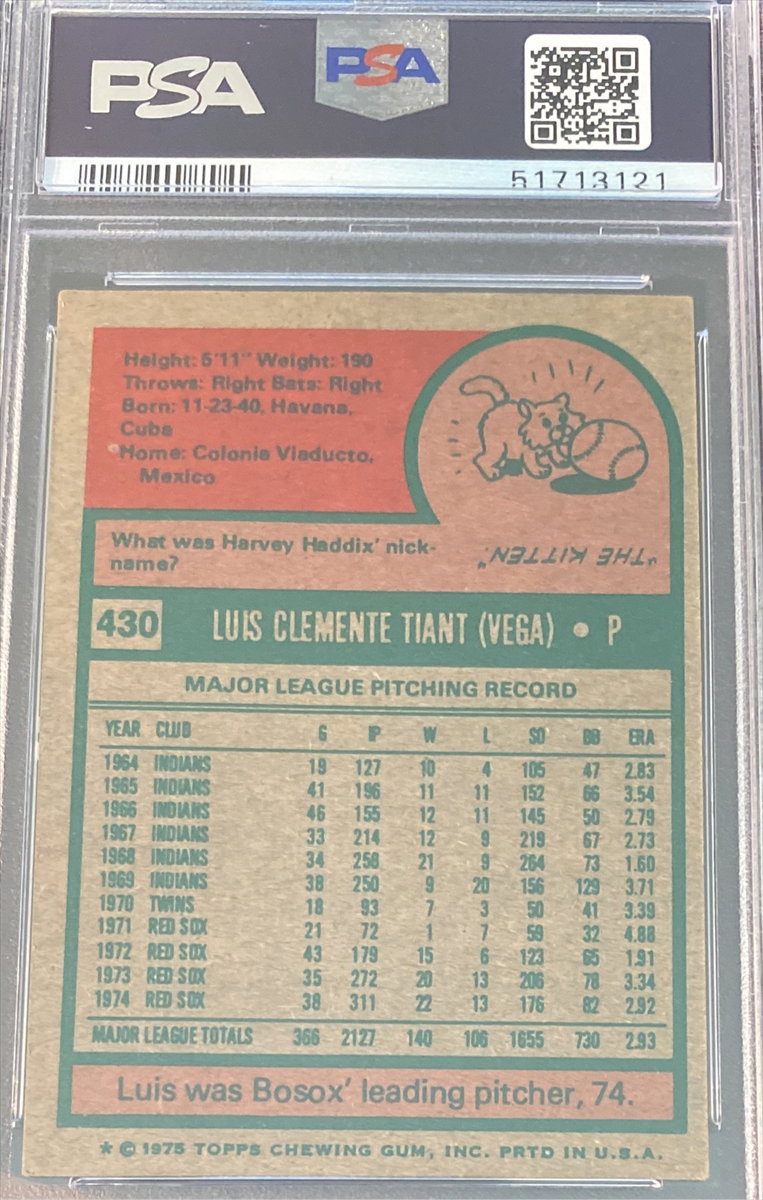 PSA PSA
51713121
Height: 5'11" Weight: 190
Throws: Right Bats: Right
Born: 11-23-40, Havana,
Cuba
Home: Colonia Viaducto,
Mexico
What was Harvey Haddix' nick-
name?
"THE KITTEN."
430 LUIS CLEMENTE TIANT (VEGA) • P
MAJOR LEAGUE PITCHING RECORD
YEAR CLUB G IP W L SO BB ERA
1964 INDIANS 19 127 10 4 105 47 2.83
1965 INDIANS 41 196 11 11 152 66 3.54
1966 INDIANS 46 155 12 11 145 50 2.79
1967 INDIANS 33 214 12 9 219 67 2.73
1968 INDIANS 34 258 21 9 264 73 1.60
1969 INDIANS 38 250 9 20 156 129 3.71
1970 TWINS 18 93 7 3 50 41 3.39
1971 RED SOX 21 72 1 7 59 32 4.88
1972 RED SOX 43 179 15 6 123 65 1.91
1973 RED SOX 35 272 20 13 206 78 3.34
1974 RED SOX 38 311 22 13 176 82 2.92
MAJOR LEAGUE TOTALS 366 2127 140 106 1655 730 2.93
Luis was Bosox' leading pitcher, 74.
* © 1975 TOPPS CHEWING GUM, INC. PRTD IN U.S.A.